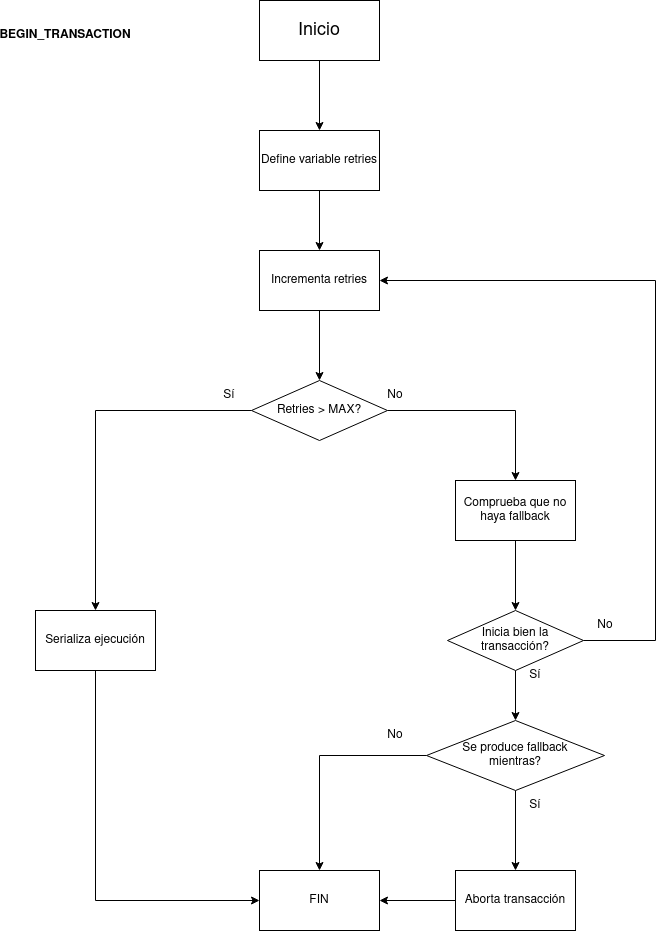 Inicio
BEGIN_TRANSACTION
Define variable retries
Incrementa retries
Sí
No
Retries > MAX?
Comprueba que no
haya fallback
Serializa ejecución
Inicia bien la
transacción?
No
Sí
No
Se produce fallback
mientras?
Sí
FIN
Aborta transacción